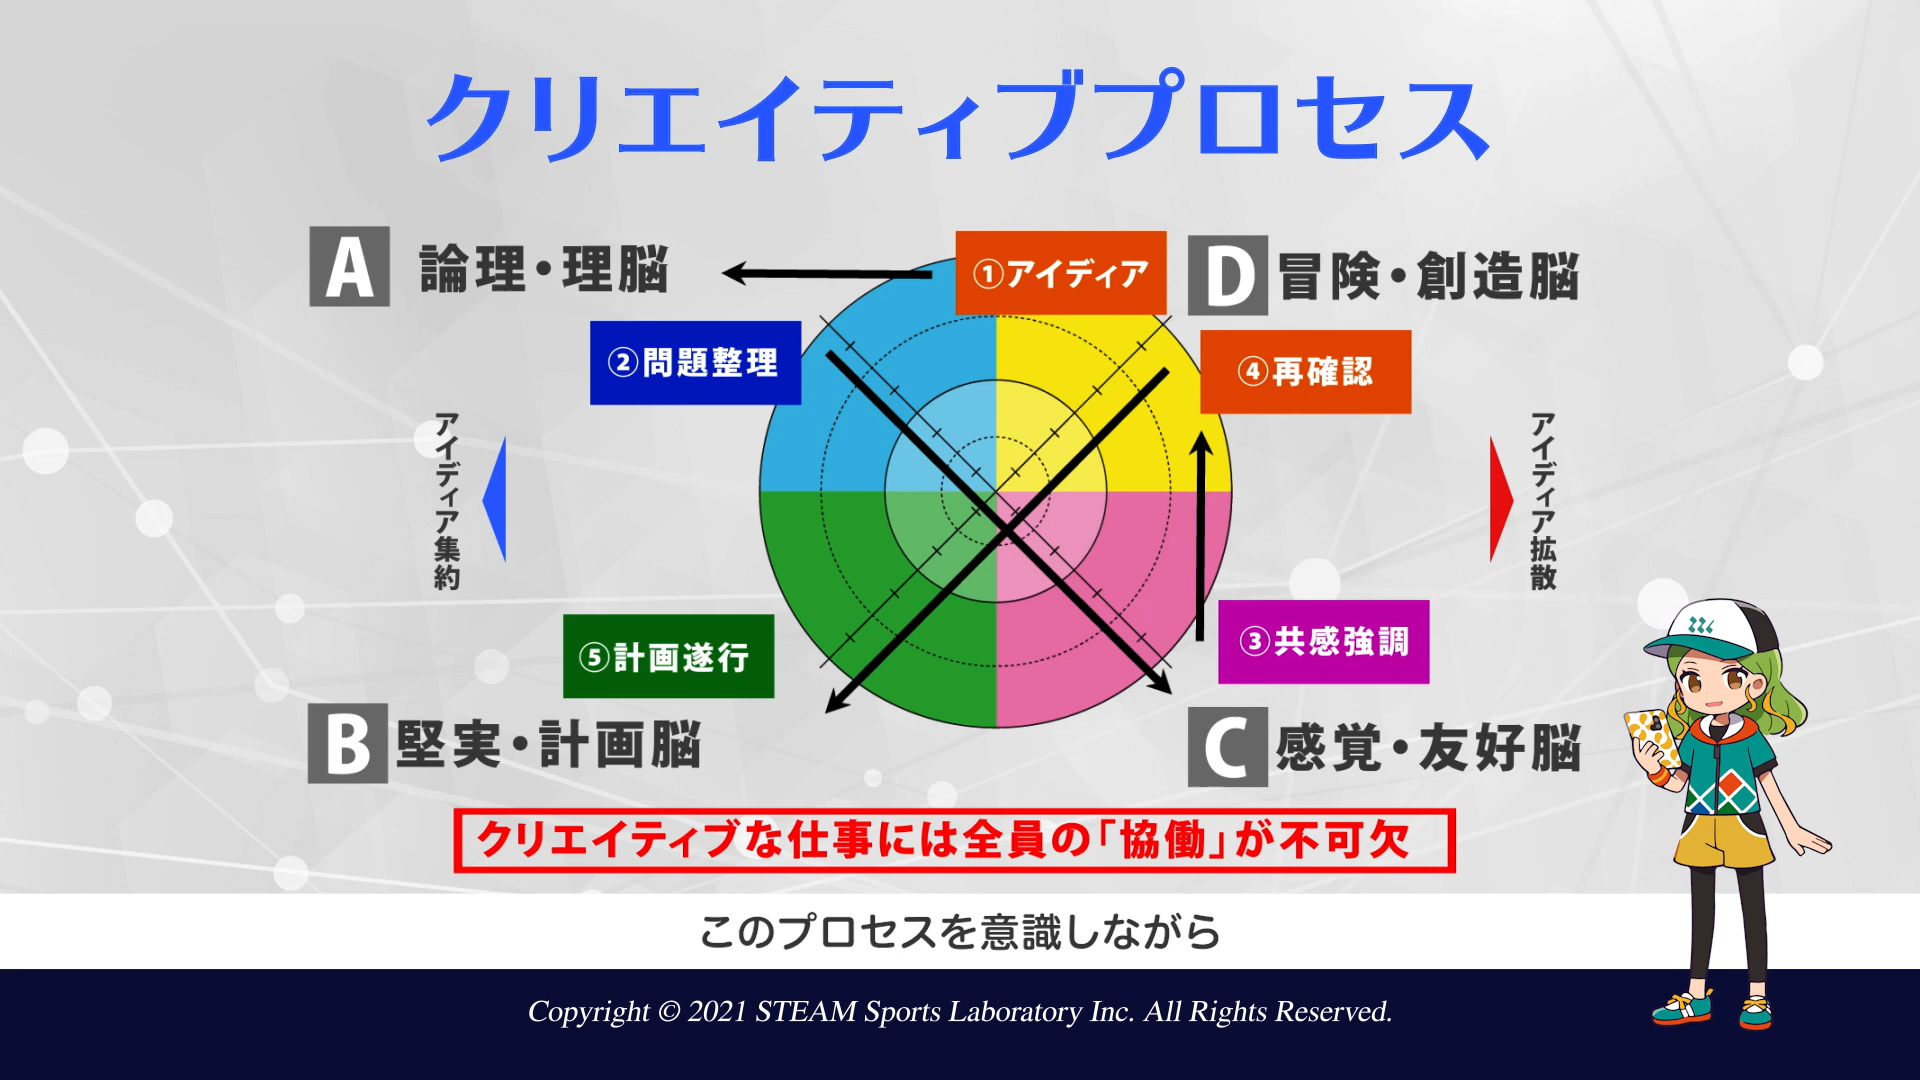 クリエイティブプロセス
A 論理・理脳
①アイディア
D 冒険・創造脳
②問題整理
④再確認
アイディア集約
アイディア拡散
⑤計画遂行
③共感強調
B 堅実・計画脳
C 感覚・友好脳
クリエイティブな仕事には全員の「協働」が不可欠
このプロセスを意識しながら
Copyright © 2021 STEAM Sports Laboratory Inc. All Rights Reserved.